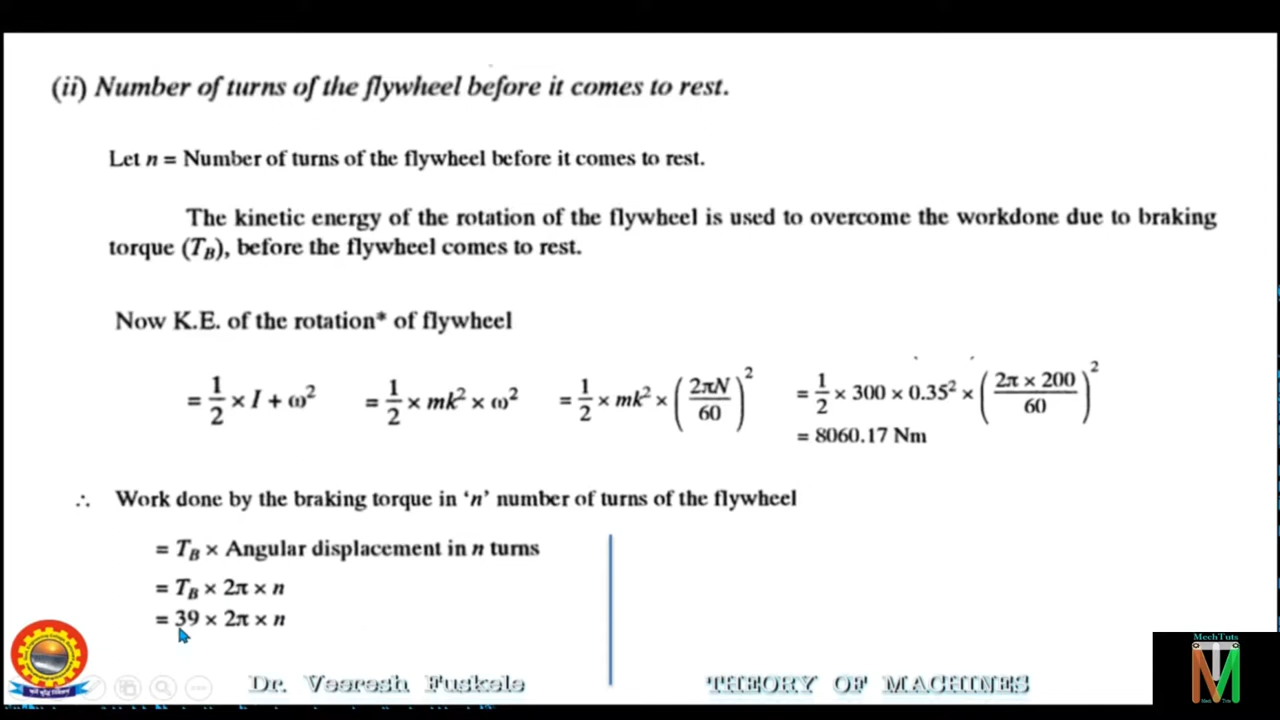 (ii) Number of turns of the flywheel before it comes to rest.
Let n = Number of turns of the flywheel before it comes to rest.
The kinetic energy of the rotation of the flywheel is used to overcome the workdone due to braking
torque (T_B), before the flywheel comes to rest.
Now K.E. of the rotation* of flywheel
= 1/2 × I + ω² = 1/2 × mk² × ω² = 1/2 × mk² × (2πN/60)² = 1/2 × 300 × 0.35² × (2π × 200/60)²
= 8060.17 Nm
∴ Work done by the braking torque in ‘n’ number of turns of the flywheel
= T_B × Angular displacement in n turns
= T_B × 2π × n
= 39 × 2π × n
Dr. Veeresh Fuskele THEORY OF MACHINES
MechTuts